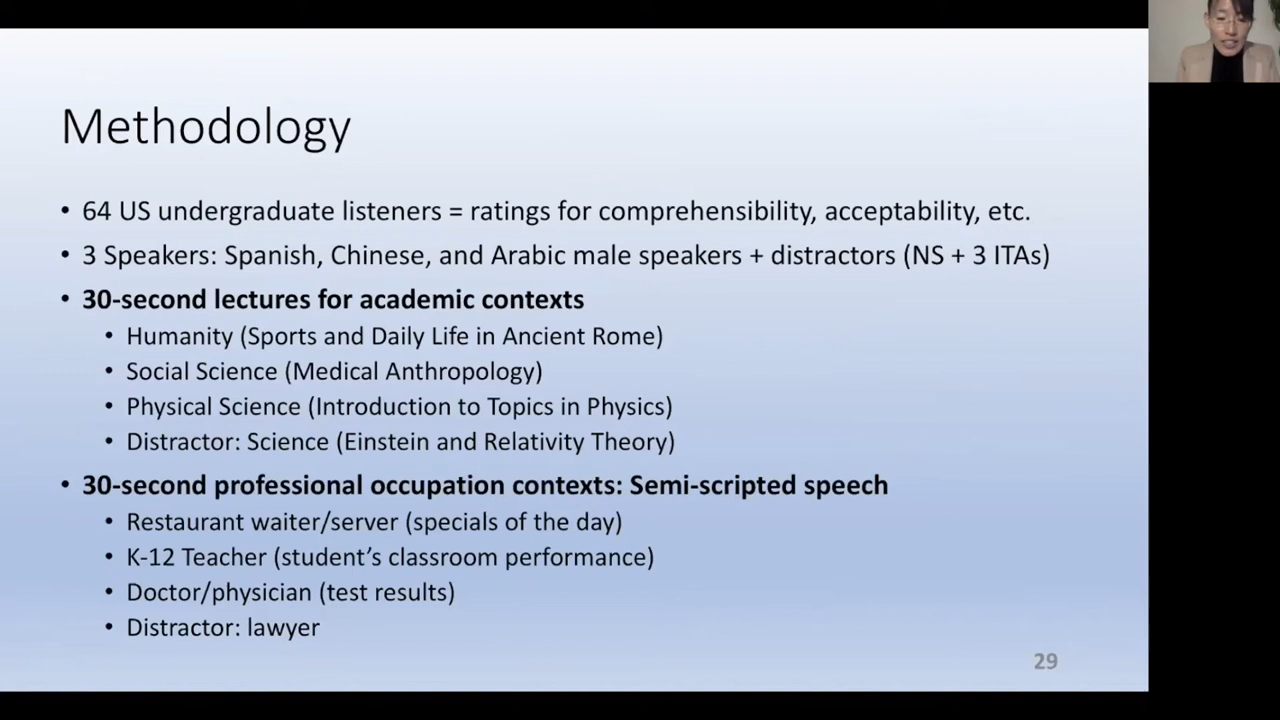 Methodology
• 64 US undergraduate listeners = ratings for comprehensibility, acceptability, etc.
• 3 Speakers: Spanish, Chinese, and Arabic male speakers + distractors (NS + 3 ITAs)
• 30-second lectures for academic contexts
• Humanity (Sports and Daily Life in Ancient Rome)
• Social Science (Medical Anthropology)
• Physical Science (Introduction to Topics in Physics)
• Distractor: Science (Einstein and Relativity Theory)
• 30-second professional occupation contexts: Semi-scripted speech
• Restaurant waiter/server (specials of the day)
• K-12 Teacher (student’s classroom performance)
• Doctor/physician (test results)
• Distractor: lawyer
29